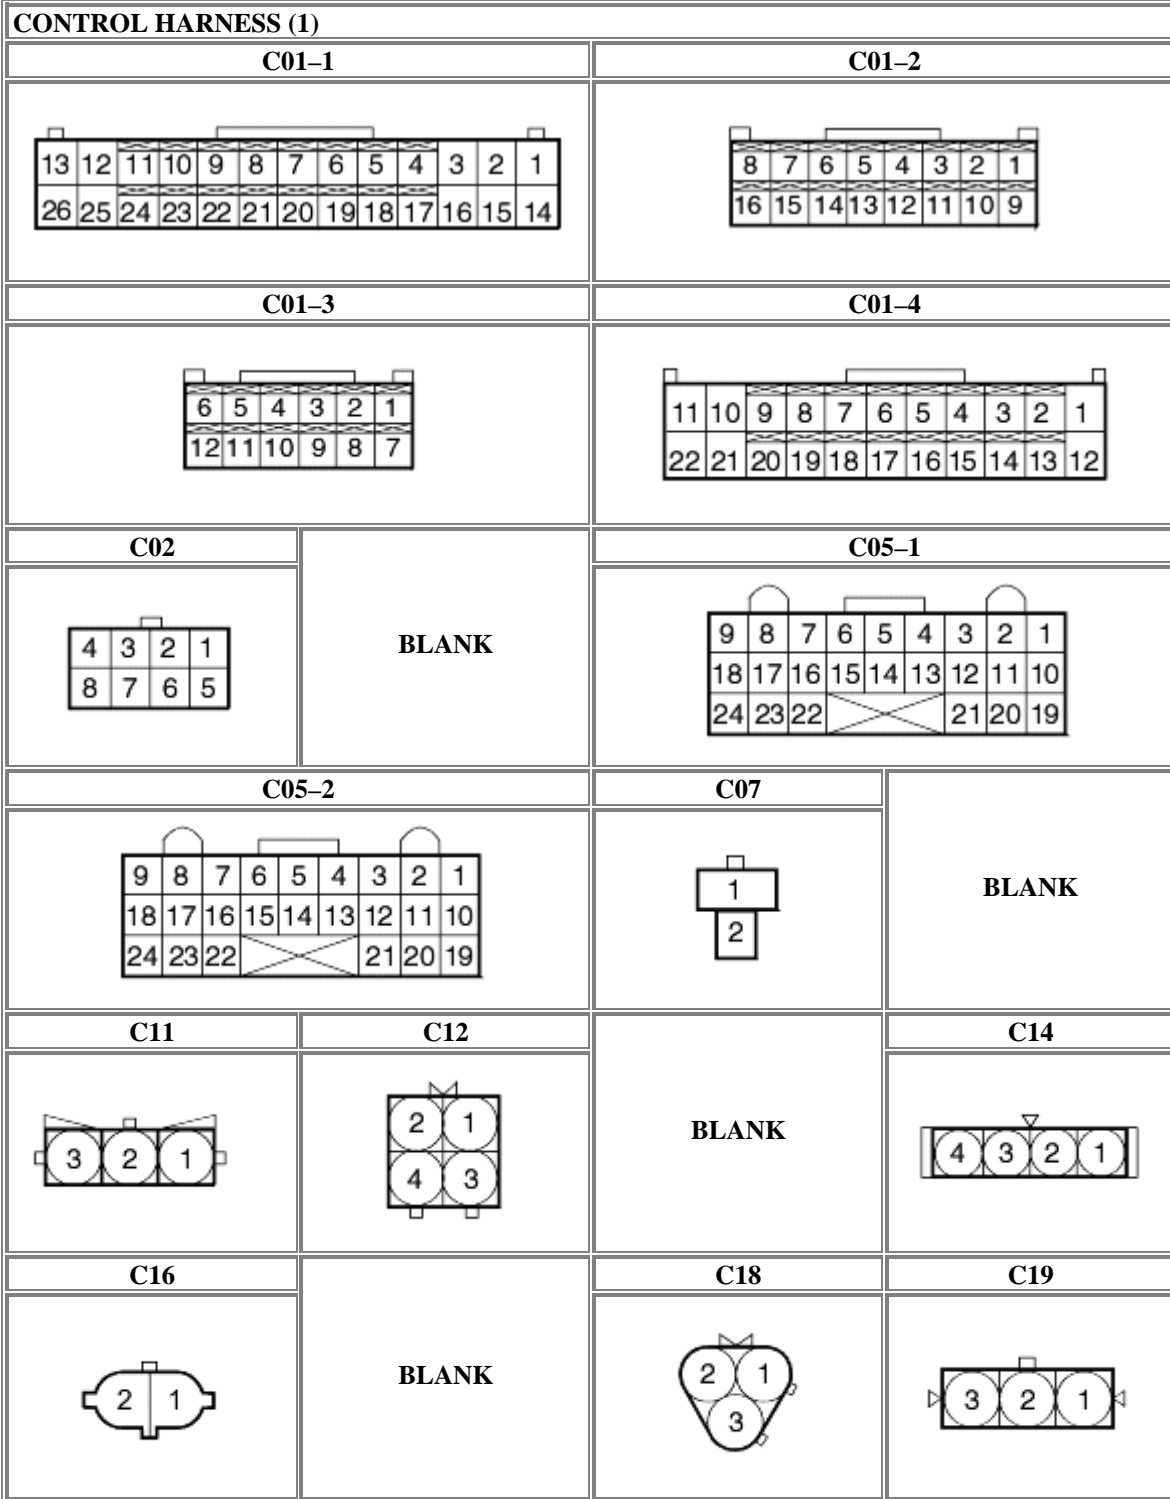 CONTROL HARNESS (1)
C01–1 C01–2
13 12 11 10 9 8 7 6 5 4 3 2 1
26 25 24 23 22 21 20 19 18 17 16 15 14
8 7 6 5 4 3 2 1
16 15 14 13 12 11 10 9
C01–3 C01–4
6 5 4 3 2 1
12 11 10 9 8 7
11 10 9 8 7 6 5 4 3 2 1
22 21 20 19 18 17 16 15 14 13 12
C02 C05–1
4 3 2 1
8 7 6 5
BLANK
9 8 7 6 5 4 3 2 1
18 17 16 15 14 13 12 11 10
24 23 22 21 20 19
C05–2 C07
9 8 7 6 5 4 3 2 1
18 17 16 15 14 13 12 11 10
24 23 22 21 20 19
1
2
BLANK
C11 C12 C14
3 2 1
2 1
4 3
BLANK
4 3 2 1
C16 C18 C19
2 1
BLANK
2 1
3
3 2 1